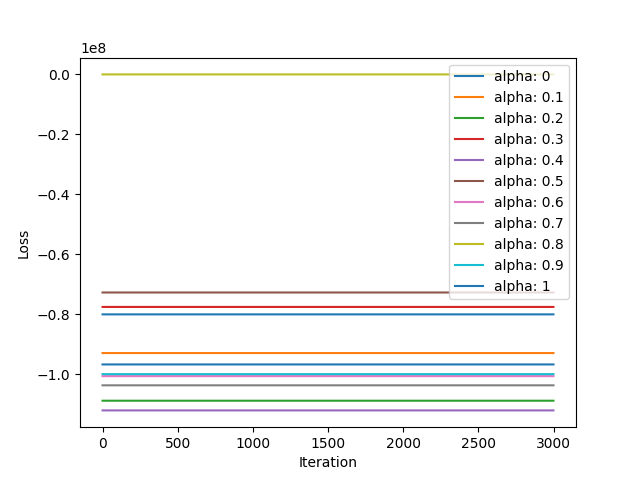 1e8
0.0
−0.2
−0.4
−0.6
−0.8
−1.0
Loss
0
500
1000
1500
2000
2500
3000
Iteration
alpha: 0
alpha: 0.1
alpha: 0.2
alpha: 0.3
alpha: 0.4
alpha: 0.5
alpha: 0.6
alpha: 0.7
alpha: 0.8
alpha: 0.9
alpha: 1